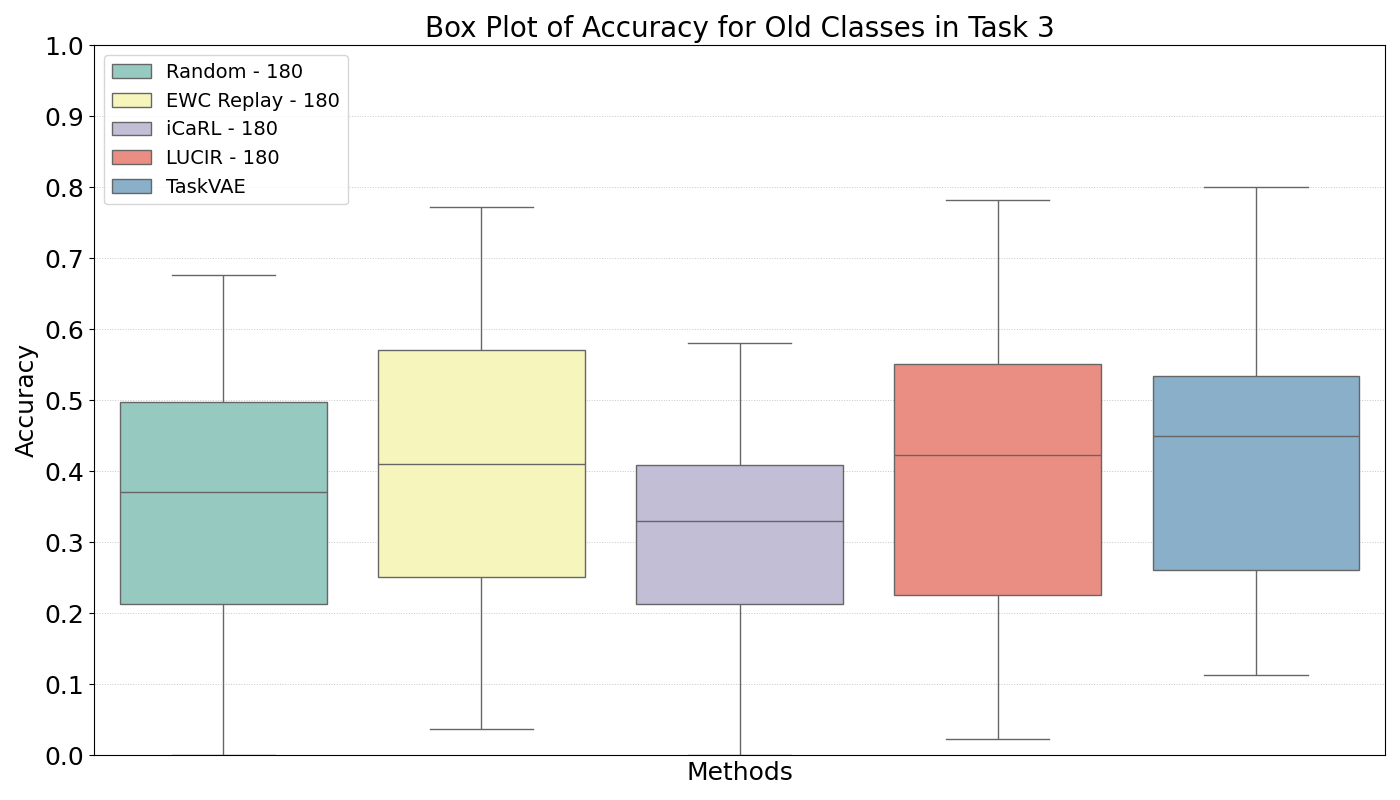 Box Plot of Accuracy for Old Classes in Task 3
1.0
0.9
0.8
0.7
0.6
0.5
0.4
0.3
0.2
0.1
0.0
Accuracy
Random - 180
EWC Replay - 180
iCaRL - 180
LUCIR - 180
TaskVAE
Methods